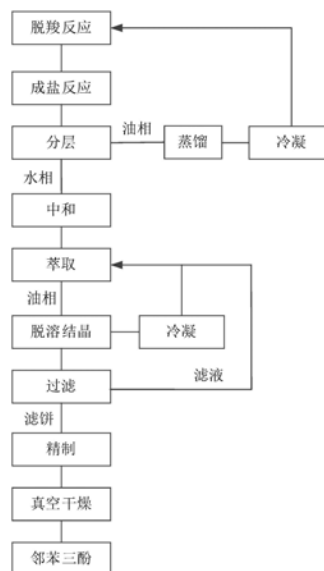 脱羧反应
成盐反应
分层
油相
蒸馏
冷凝
水相
中和
萃取
油相
脱溶结晶
冷凝
过滤
滤液
滤饼
精制
真空干燥
邻苯三酚